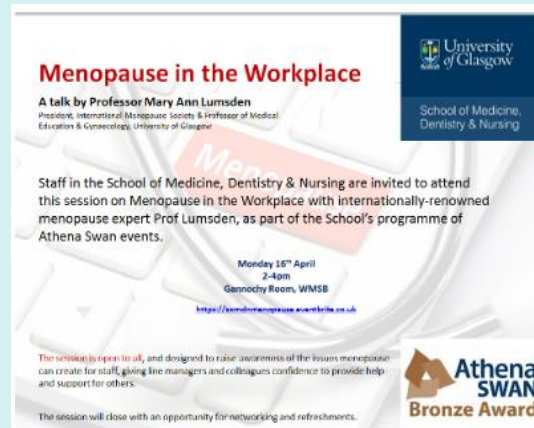 Menopause in the Workplace
A talk by Professor Mary Ann Lumsden
President, International Menopause Society & Professor of Medical
Education & Gynaecology, University of Glasgow
University
of Glasgow
School of Medicine,
Dentistry & Nursing
Meno
Staff in the School of Medicine, Dentistry & Nursing are invited to attend
this session on Menopause in the Workplace with internationally-renowned
menopause expert Prof Lumsden, as part of the School's programme of
Athena Swan events.
Monday 16th April
2-4pm
Gannochy Room, WMSB
The session is open to all, and designed to raise awareness of the issues menopause
can create for staff, giving line managers and colleagues confidence to provide help
and support for others.
The session will close with an opportunity for networking and refreshments.
Athena
SWAN
Bronze Award